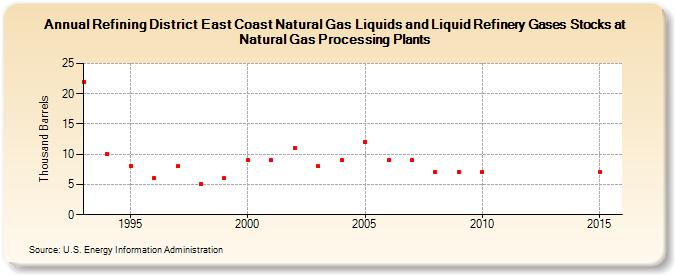 Annual Refining District East Coast Natural Gas Liquids and Liquid Refinery Gases Stocks at
Natural Gas Processing Plants
Thousand Barrels
25
20
15
10
5
0
1995 2000 2005 2010 2015
Source: U.S. Energy Information Administration